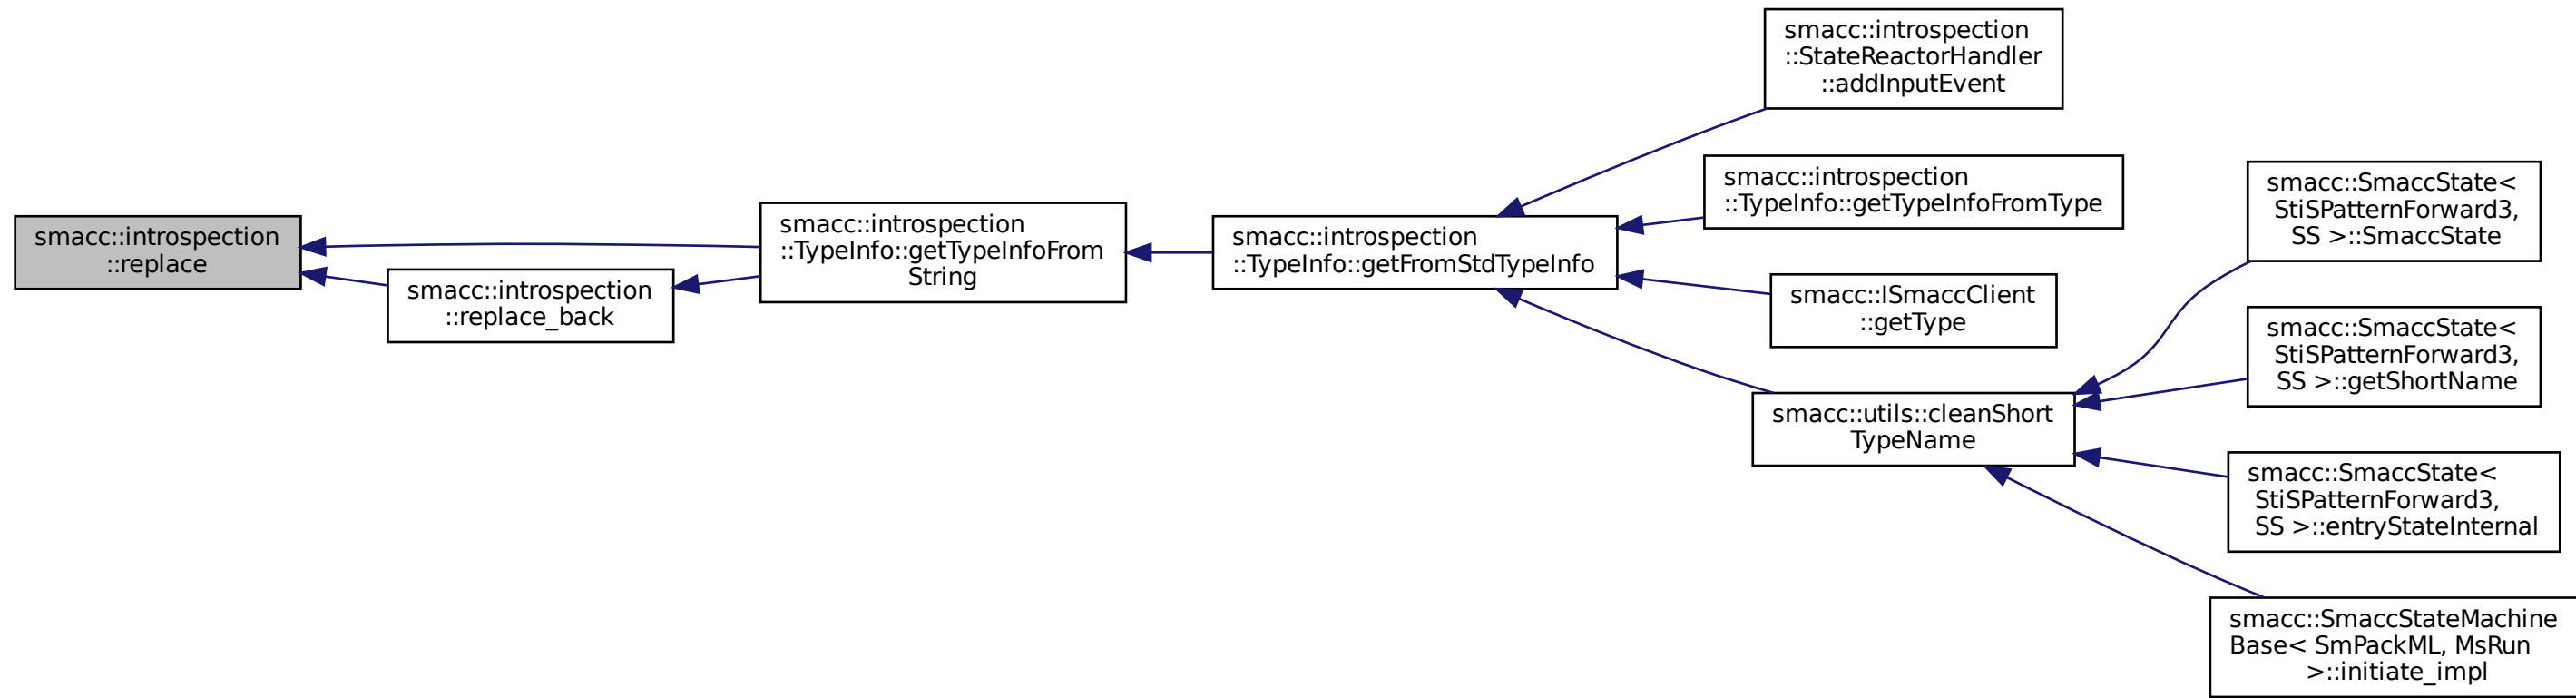 smacc::introspection
::replace
smacc::introspection
::replace_back
smacc::introspection
::TypeInfo::getTypeInfoFrom
String
smacc::introspection
::TypeInfo::getFromStdTypeInfo
smacc::introspection
::StateReactorHandler
::addInputEvent
smacc::introspection
::TypeInfo::getTypeInfoFromType
smacc::ISmaccClient
::getType
smacc::utils::cleanShort
TypeName
smacc::SmaccState<
StiSPatternForward3,
SS >::SmaccState
smacc::SmaccState<
StiSPatternForward3,
SS >::getShortName
smacc::SmaccState<
StiSPatternForward3,
SS >::entryStateInternal
smacc::SmaccStateMachine
Base< SmPackML, MsRun
>::initiate_impl